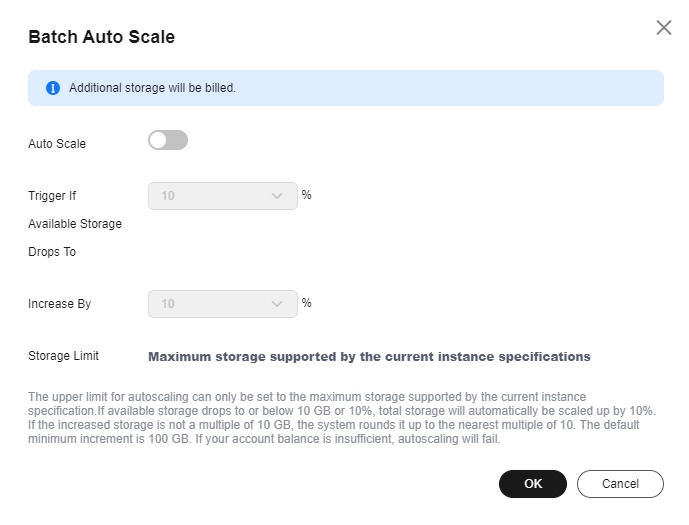 Batch Auto Scale
Additional storage will be billed.
Auto Scale
Trigger If
Available Storage
Drops To
10
%
Increase By
10
%
Storage Limit
Maximum storage supported by the current instance specifications
The upper limit for autoscaling can only be set to the maximum storage supported by the current instance
specification.If available storage drops to or below 10 GB or 10%, total storage will automatically be scaled up by 10%.
If the increased storage is not a multiple of 10 GB, the system rounds it up to the nearest multiple of 10. The default
minimum increment is 100 GB. If your account balance is insufficient, autoscaling will fail.
OK
Cancel